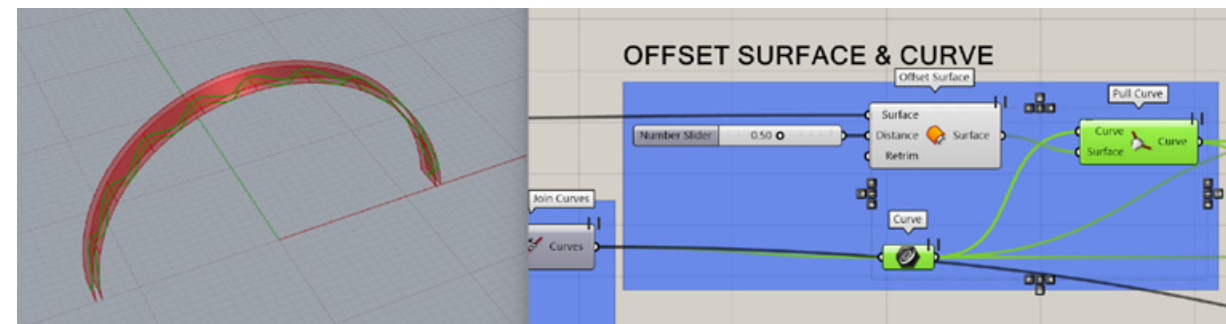 OFFSET SURFACE & CURVE
Offset Surface
Surface
Distance
Retrim
Surface
Number Slider
0.50
Pull Curve
Curve
Surface
Curve
Join Curves
Curves
Curve